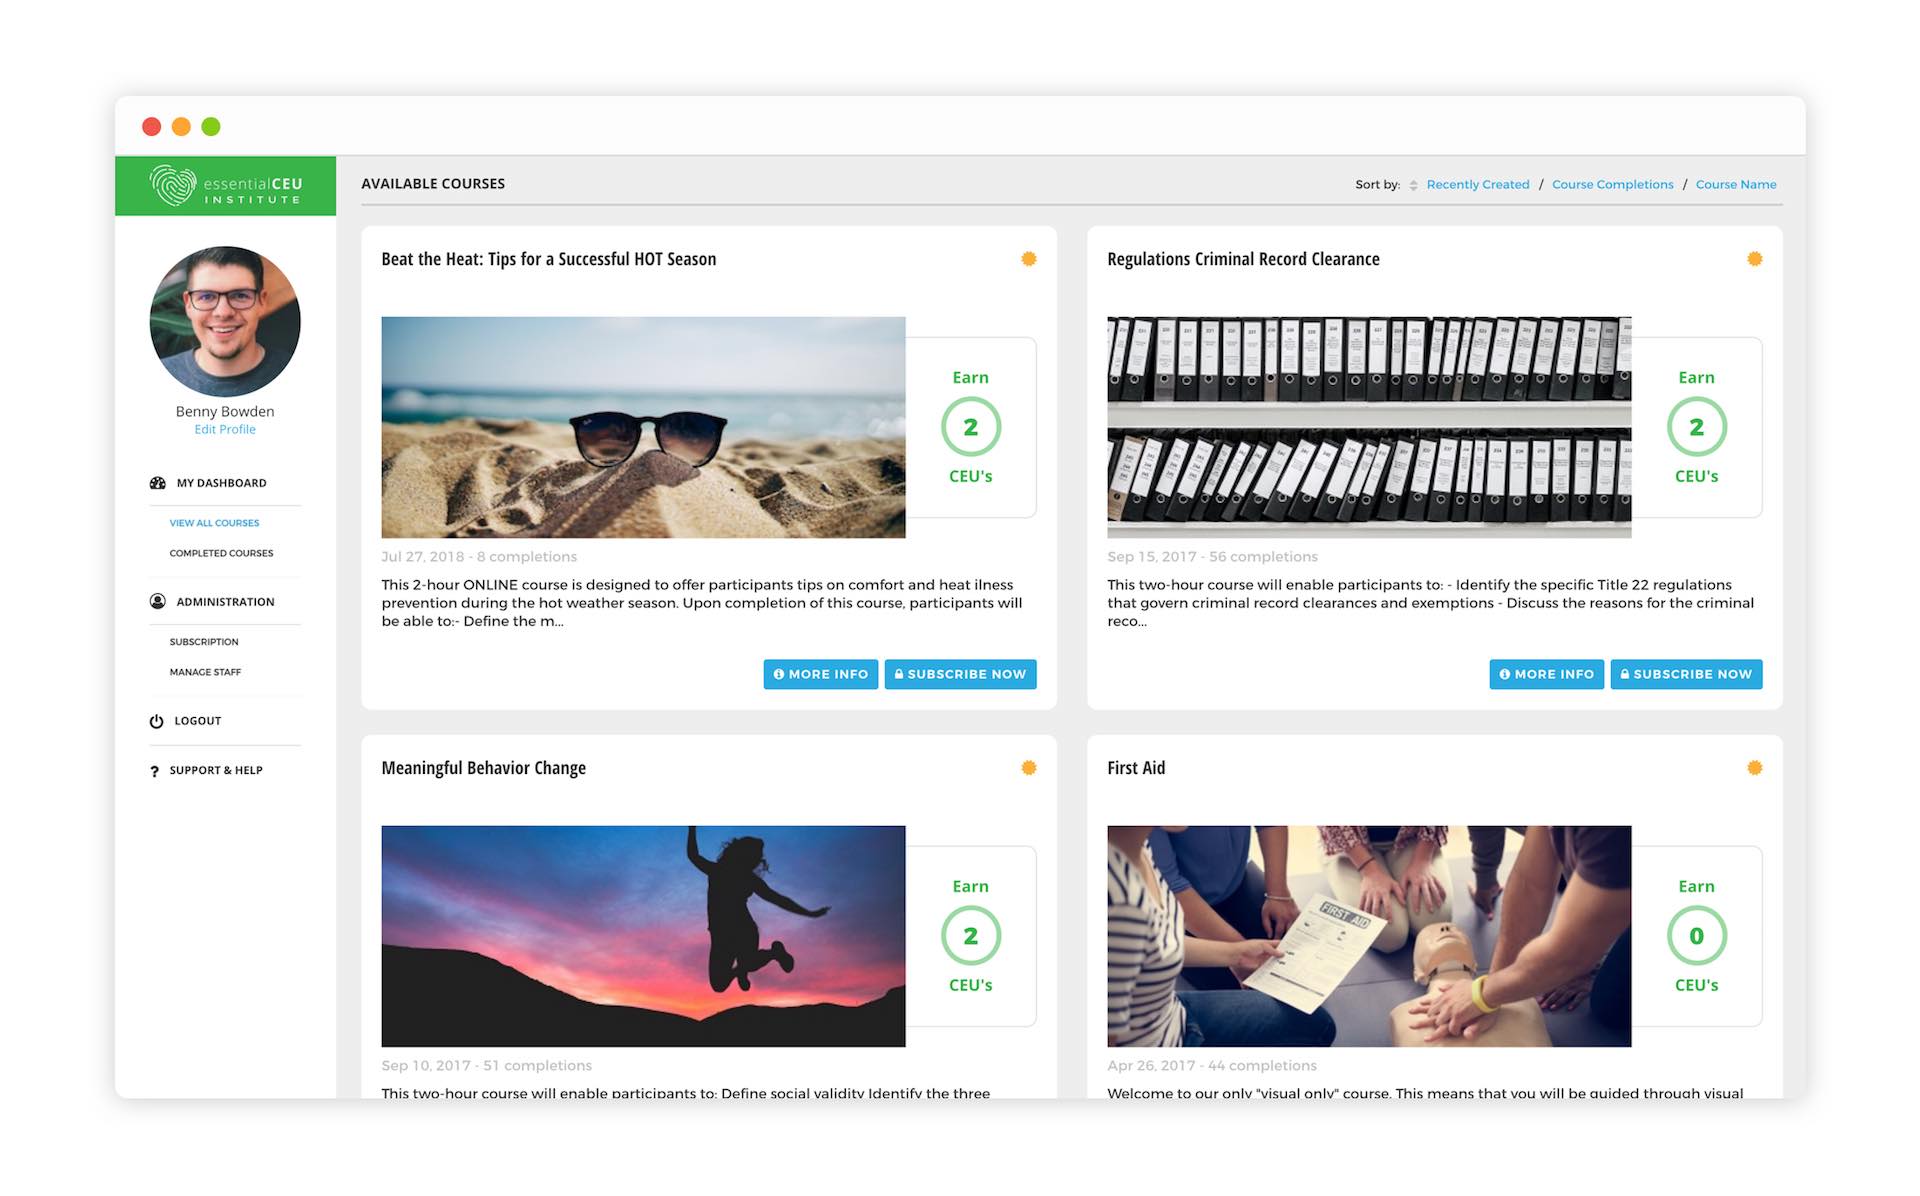 essentialCEU
INSTITUTE
Benny Bowden
Edit Profile
MY DASHBOARD
VIEW ALL COURSES
COMPLETED COURSES
ADMINISTRATION
SUBSCRIPTION
MANAGE STAFF
LOGOUT
? SUPPORT & HELP
AVAILABLE COURSES
Sort by: Recently Created / Course Completions / Course Name
Beat the Heat: Tips for a Successful HOT Season
Earn
2
CEU's
Jul 27, 2018 - 8 completions
This 2-hour ONLINE course is designed to offer participants tips on comfort and heat ilness
prevention during the hot weather season. Upon completion of this course, participants will
be able to:- Define the m...
MORE INFO
SUBSCRIBE NOW
Regulations Criminal Record Clearance
Earn
2
CEU's
Sep 15, 2017 - 56 completions
This two-hour course will enable participants to: - Identify the specific Title 22 regulations
that govern criminal record clearances and exemptions - Discuss the reasons for the criminal
reco...
MORE INFO
SUBSCRIBE NOW
Meaningful Behavior Change
Earn
2
CEU's
Sep 10, 2017 - 51 completions
This two-hour course will enable participants to: Define social validity Identify the three
First Aid
FIRST AID
Earn
0
CEU's
Apr 26, 2017 - 44 completions
Welcome to our only "visual only" course. This means that you will be guided through visual